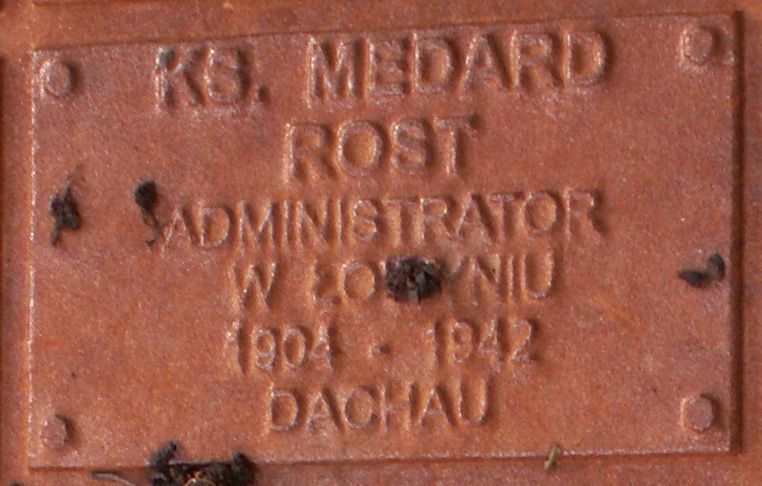 KS. MEDARD
ROST
ADMINISTRATOR
W
1904 - 1942
DACHAU